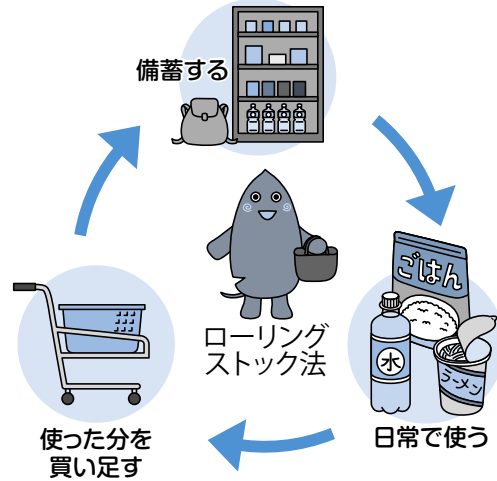 備蓄する
ごはん
水
ラーメン
日常で使う
使った分を
買い足す
ローリング
ストック法